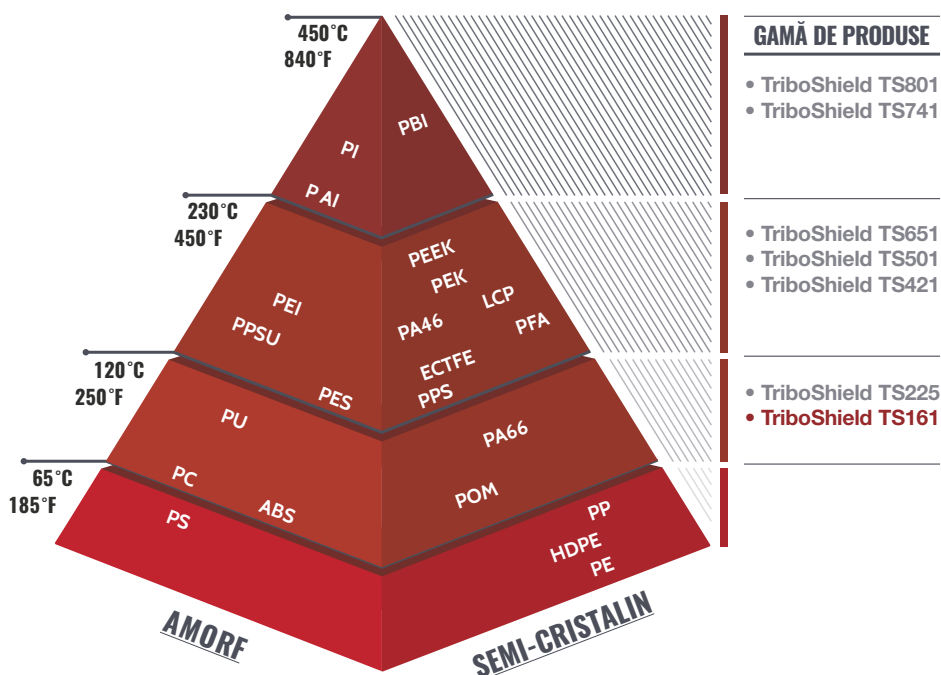 450°C
840°F
GAMĂ DE PRODUSE
• TriboShield TS801
• TriboShield TS741
PBI
PI
P AI
230°C
450°F
• TriboShield TS651
• TriboShield TS501
• TriboShield TS421
PEEK
PEK
LCP
PEI
PPSU
PA46
PFA
ECTFE
PES
PPS
120°C
250°F
• TriboShield TS225
• TriboShield TS161
PU
PA66
PC
ABS
POM
65°C
185°F
PS
PP
HDPE
PE
AMORF
SEMI-CRISTALIN